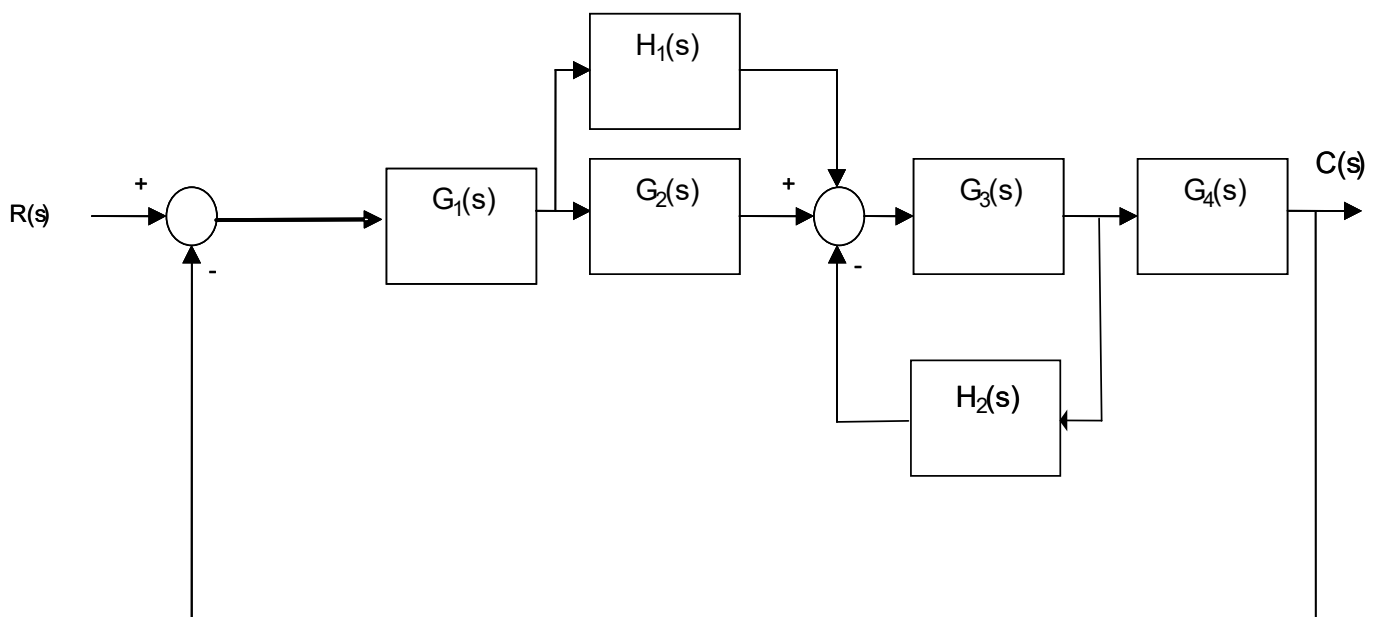 H₁(s)
C(s)
R(s)
+
-
G₁(s)
G₂(s)
+
-
G₃(s)
G₄(s)
H₂(s)